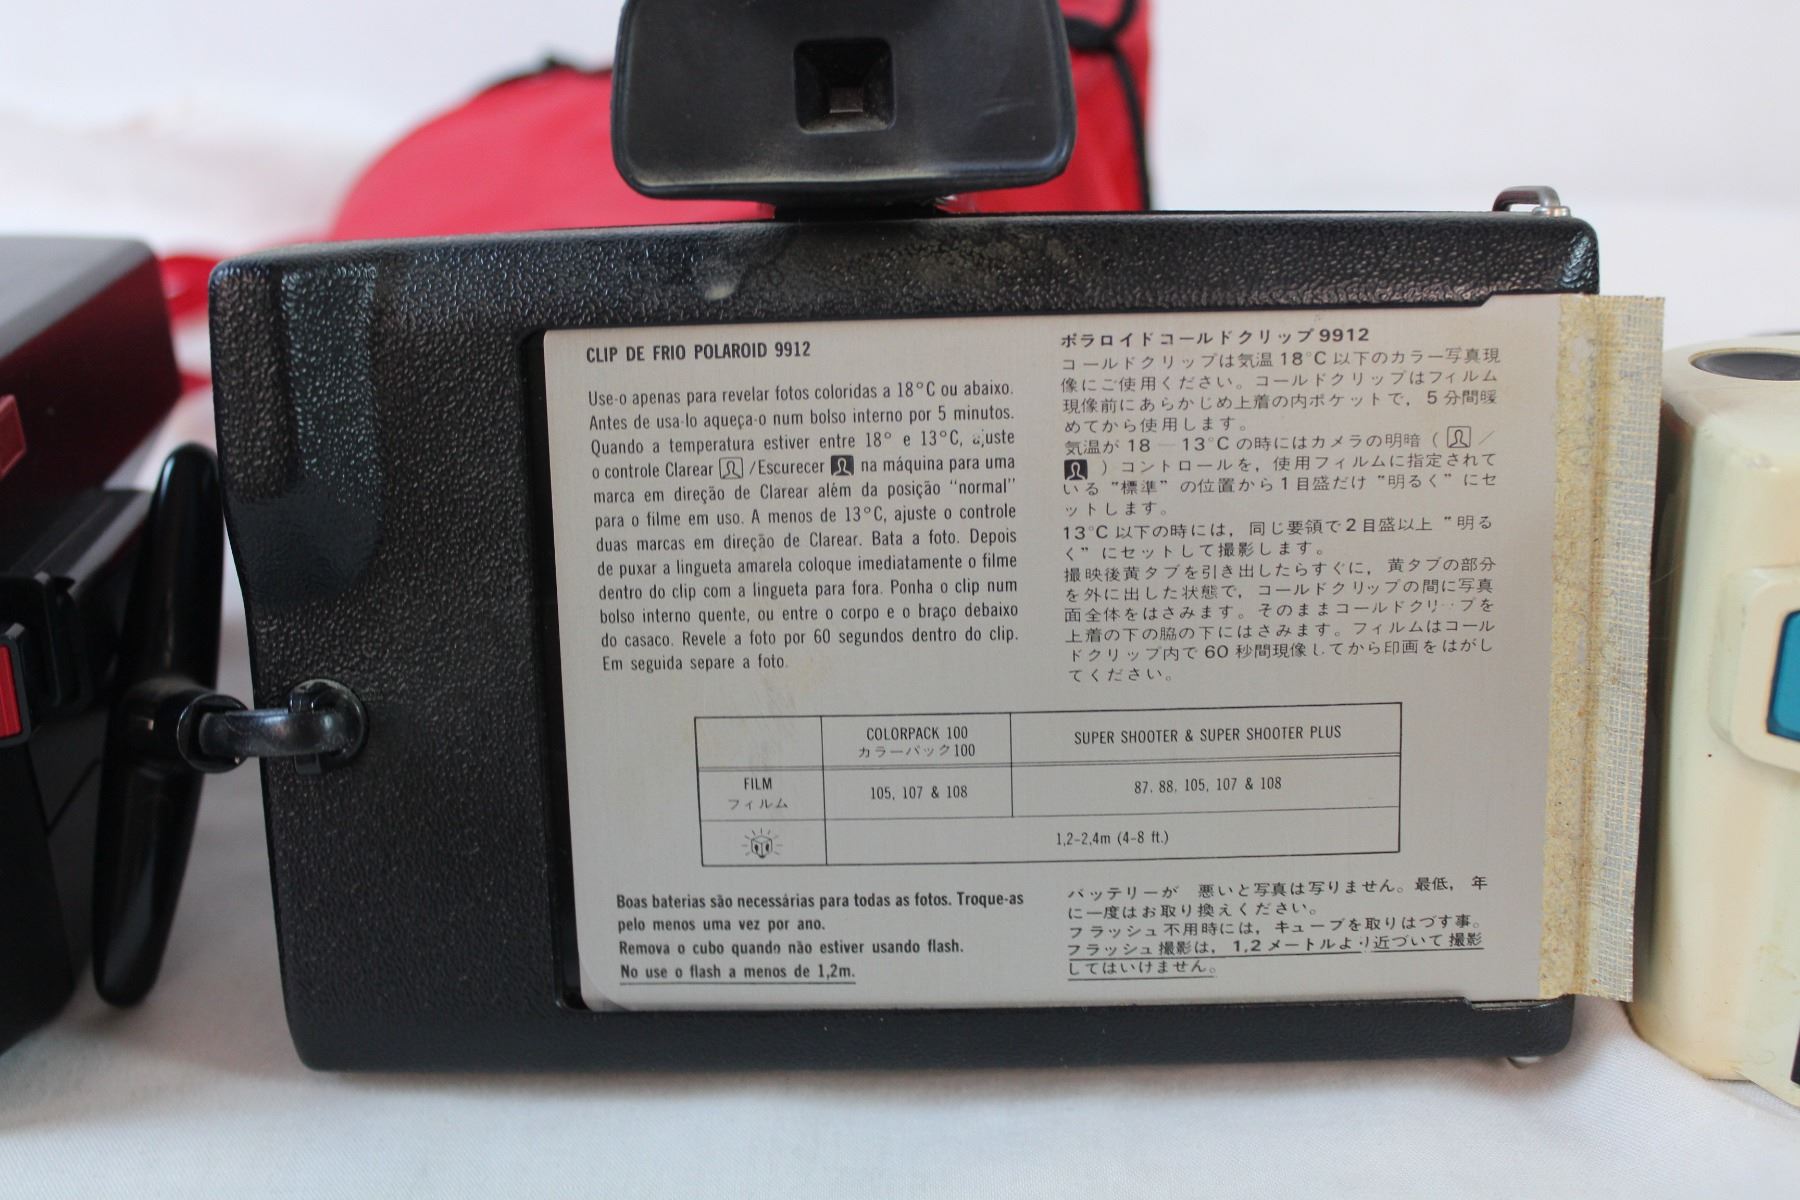 CLIP DE FRIO POLAROID 9912
Use-o apenas para revelar fotos coloridas a 18°C ou abaixo.
Antes de usa-lo aqueça-o num bolso interno por 5 minutos.
Quando a temperatura estiver entre 18° e 13°C, ajuste
o controle Clarear /Escurecer na máquina para uma
marca em direção de Clarear além da posição "normal"
para o filme em uso. A menos de 13°C, ajuste o controle
duas marcas em direção de Clarear. Bata a foto. Depois
de puxar a lingueta amarela coloque imediatamente o filme
dentro do clip com a lingueta para fora. Ponha o clip num
bolso interno quente, ou entre o corpo e o braço debaixo
do casaco. Revele a foto por 60 segundos dentro do clip.
Em seguida separe a foto.
ポラロイドコールドクリップ9912
コールドクリップは気温18°C以下のカラー写真現
像にご使用ください。コールドクリップはフィルム
現像前にあらかじめ上着の内ポケットで，5分間暖
めてから使用します。
気温が18—13°Cの時にはカメラの明暗（ ／
）コントロールを，使用フィルムに指定されて
いる"標準"の位置から1目盛だけ"明るく"にセ
ットします。
13°C以下の時には，同じ要領で2目盛以上"明る
く"にセットして撮影します。
撮映後黄タブを引き出したらすぐに，黄タブの部分
を外に出した状態で，コールドクリップの間に写真
面全体をはさみます。そのままコールドクリップを
上着の下の脇の下にはさみます。フィルムはコール
ドクリップ内で60秒間現像してから印画をはがし
てください。
COLORPACK 100
カラーパック100
SUPER SHOOTER & SUPER SHOOTER PLUS
FILM
フィルム
105, 107 & 108
87, 88, 105, 107 & 108
1,2-2,4m (4-8 ft.)
Boas baterias são necessárias para todas as fotos. Troque-as
pelo menos uma vez por ano.
Remova o cubo quando não estiver usando flash.
No use o flash a menos de 1,2m.
バッテリーが 悪いと写真は写りません。最低，年
に一度はお取り換えください。
フラッシュ不用時には，キューブを取りはづす事。
フラッシュ撮影は，1,2メートルより近づいて撮影
してはいけません。